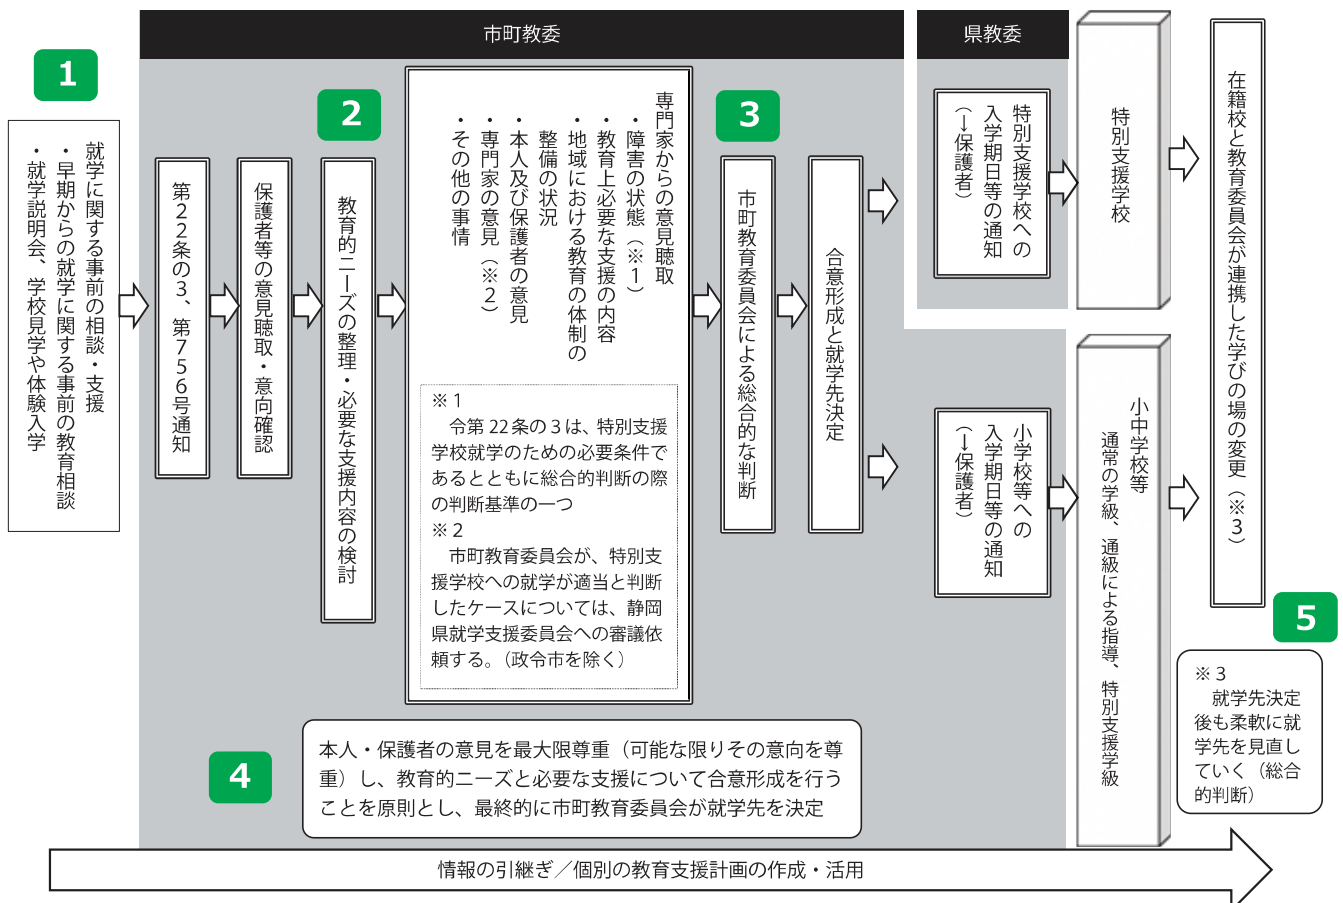 市町教委
県教委
1
就学に関する事前の相談・支援
・早期からの就学に関する事前の教育相談
・就学説明会、学校見学や体験入学
第22条の3、第756号通知
保護者等の意見聴取・意向確認
2
教育的ニーズの整理・必要な支援内容の検討
専門家からの意見聴取
・障害の状態（※1）
・教育上必要な支援の内容
・地域における教育の体制の
整備の状況
・本人及び保護者の意見
・専門家の意見（※2）
・その他の事情
※1
令第22条の3は、特別支援
学校就学のための必要条件で
あるとともに総合的判断の際
の判断基準の一つ
※2
市町教育委員会が、特別支
援学校への就学が適当と判断
したケースについては、静岡
県就学支援委員会への審議依
頼する。（政令市を除く）
3
市町教育委員会による総合的な判断
合意形成と就学先決定
特別支援学校への
入学期日等の通知
（→保護者）
小学校等への
入学期日等の通知
（→保護者）
特別支援学校
小中学校等
通常の学級、通級による指導、特別支援学級
在籍校と教育委員会が連携した学びの場の変更（※3）
4
本人・保護者の意見を最大限尊重（可能な限りその意向を尊
重）し、教育的ニーズと必要な支援について合意形成を行う
ことを原則とし、最終的に市町教育委員会が就学先を決定
5
※3
就学先決定
後も柔軟に就
学先を見直し
ていく（総合
的判断）
情報の引継ぎ／個別の教育支援計画の作成・活用